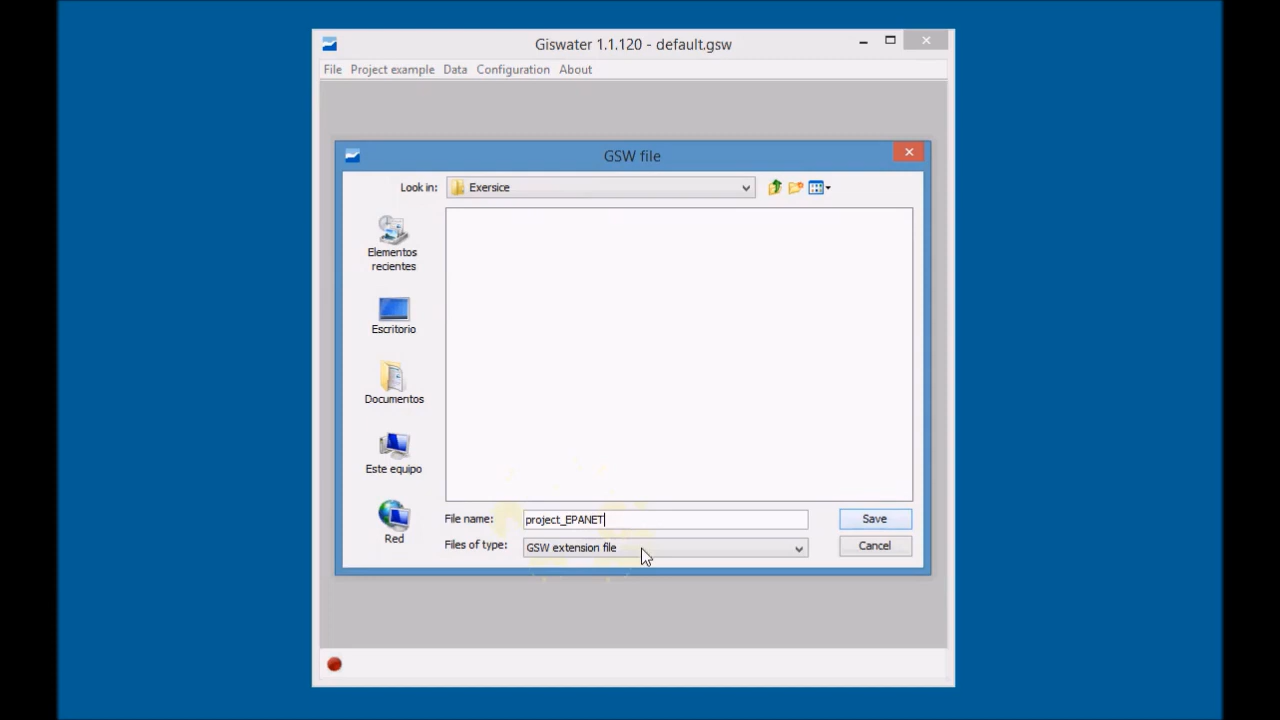 Giswater 1.1.120 - default.gsw
File Project example Data Configuration About
GSW file
Look in: Exersice
Elementos
recientes
Escritorio
Documentos
Este equipo
Red
File name: project_EPANET Save
Files of type: GSW extension file Cancel